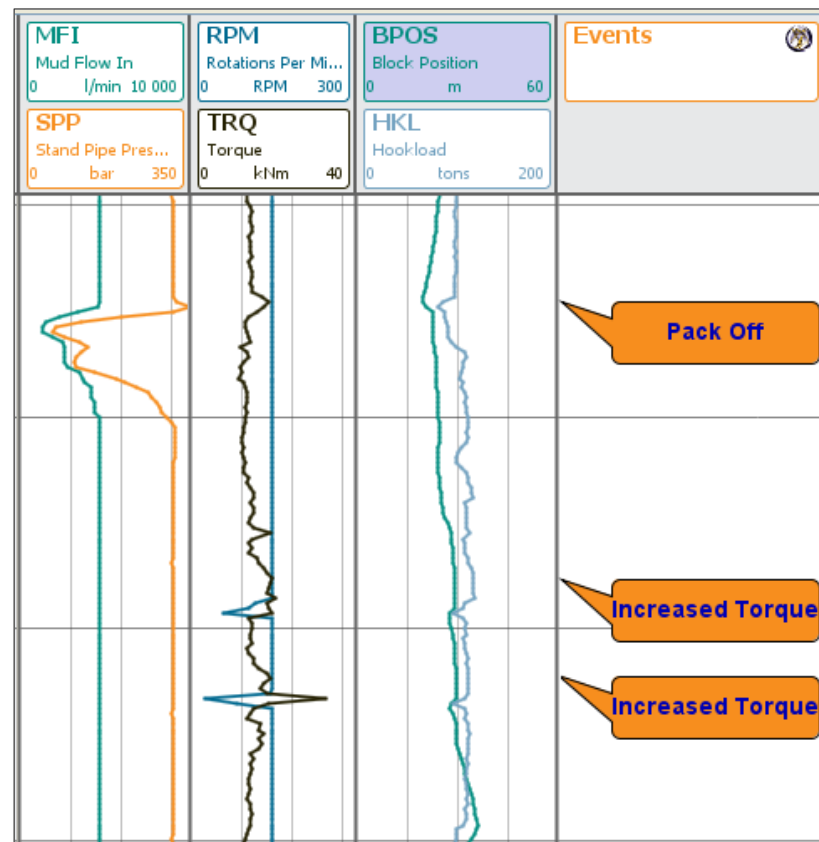 MFI
Mud Flow In
0 l/min 10 000
SPP
Stand Pipe Pres...
0 bar 350
RPM
Rotations Per Mi...
0 RPM 300
TRQ
Torque
0 kNm 40
BPOS
Block Position
0 m 60
HKL
Hookload
0 tons 200
Events
Pack Off
Increased Torque
Increased Torque